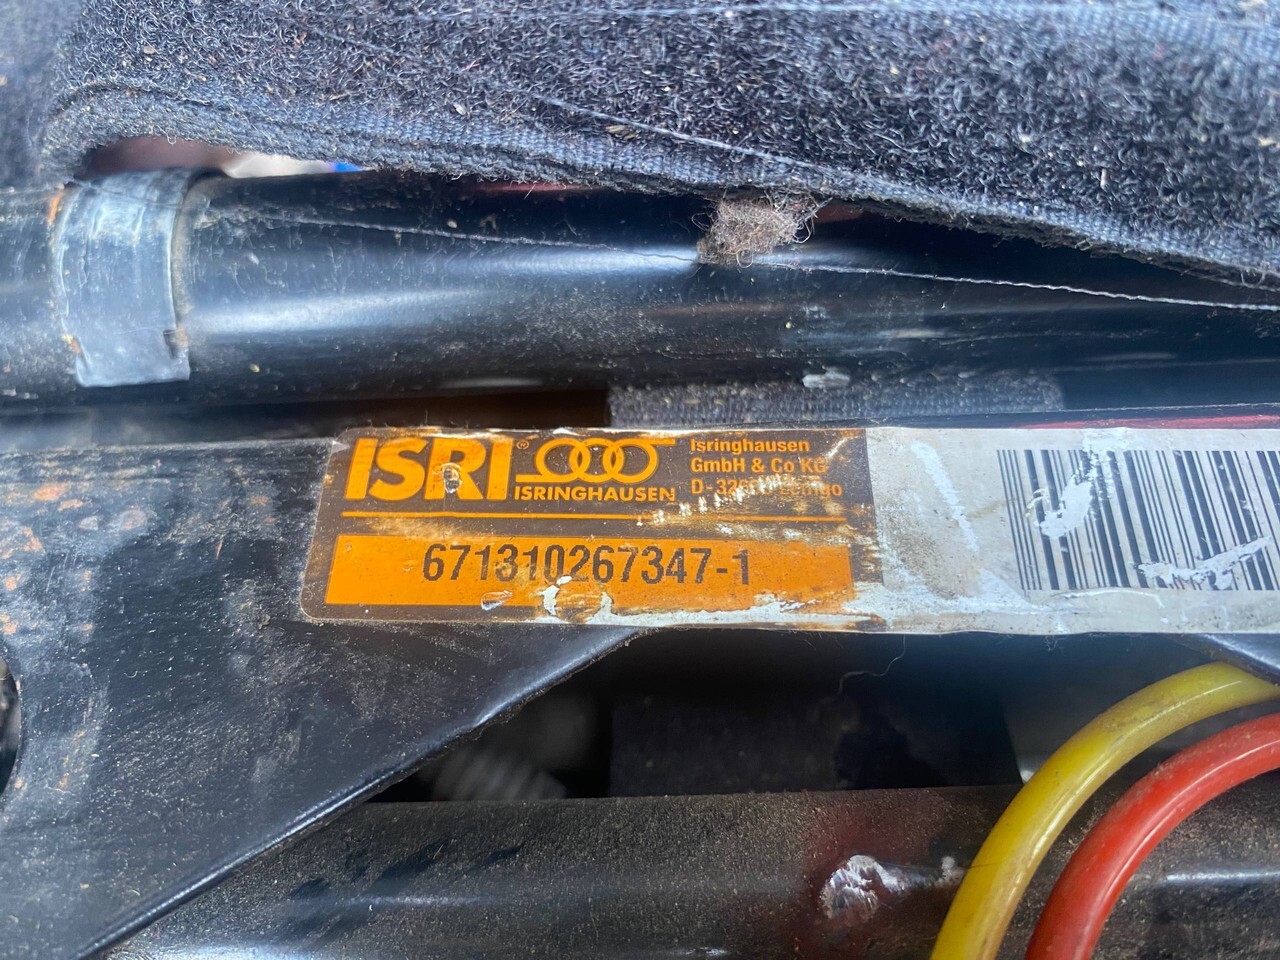 ISRI®
ISRINGHAUSEN
Isringhausen
GmbH & Co KG
671310267347-1